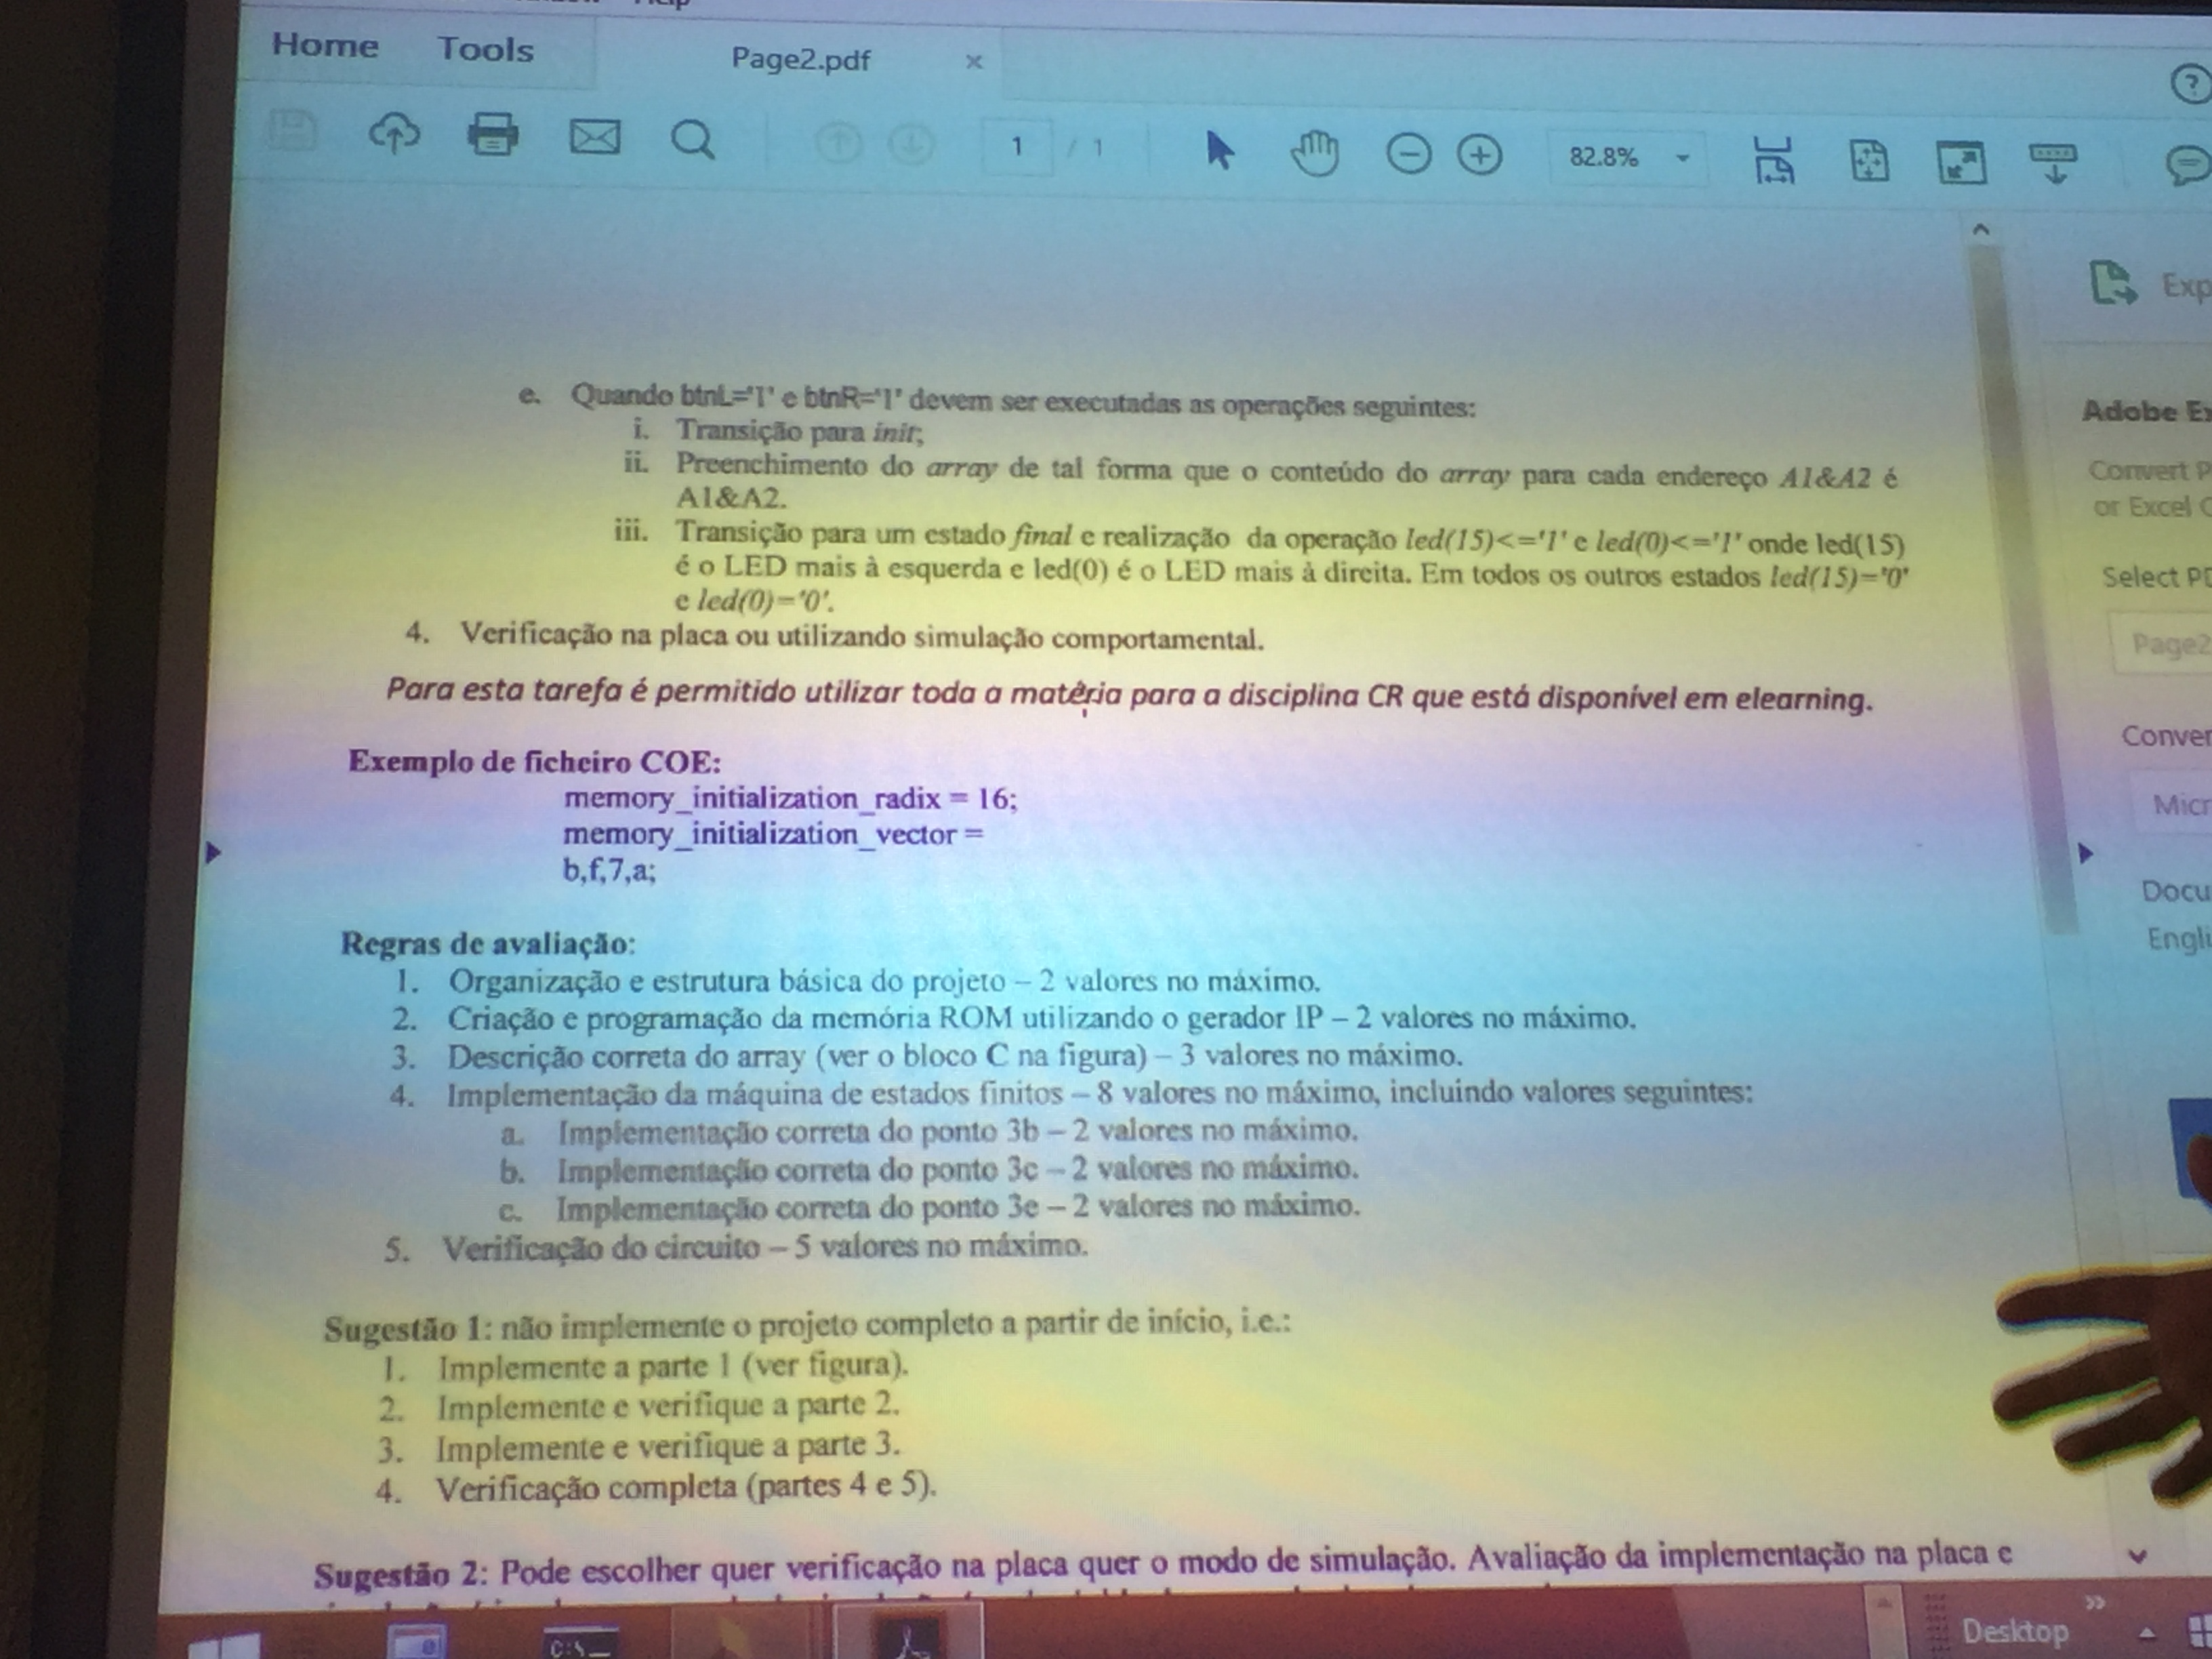 Home Tools Page2.pdf ×
1 / 1 82.8%
Exp
e. Quando btnL='1' e btnR='1' devem ser executadas as operações seguintes:
i. Transição para init;
ii. Preenchimento do array de tal forma que o conteúdo do array para cada endereço A1&A2 é
A1&A2.
iii. Transição para um estado final e realização da operação led(15)<='1' e led(0)<='1' onde led(15)
é o LED mais à esquerda e led(0) é o LED mais à direita. Em todos os outros estados led(15)='0'
e led(0)='0'.
4. Verificação na placa ou utilizando simulação comportamental.
Para esta tarefa é permitido utilizar toda a matéria para a disciplina CR que está disponível em elearning.
Exemplo de ficheiro COE:
memory_initialization_radix = 16;
memory_initialization_vector =
b,f,7,a;
Regras de avaliação:
1. Organização e estrutura básica do projeto – 2 valores no máximo.
2. Criação e programação da memória ROM utilizando o gerador IP – 2 valores no máximo.
3. Descrição correta do array (ver o bloco C na figura) – 3 valores no máximo.
4. Implementação da máquina de estados finitos – 8 valores no máximo, incluindo valores seguintes:
a. Implementação correta do ponto 3b – 2 valores no máximo.
b. Implementação correta do ponto 3c – 2 valores no máximo.
c. Implementação correta do ponto 3e – 2 valores no máximo.
5. Verificação do circuito – 5 valores no máximo.
Sugestão 1: não implemente o projeto completo a partir de início, i.e.:
1. Implemente a parte 1 (ver figura).
2. Implemente e verifique a parte 2.
3. Implemente e verifique a parte 3.
4. Verificação completa (partes 4 e 5).
Sugestão 2: Pode escolher quer verificação na placa quer o modo de simulação. Avaliação da implementação na placa e
Adobe Ex
Convert P
or Excel
Select PD
Page2
Conver
Micr
Docu
Engli
C:\_
Desktop